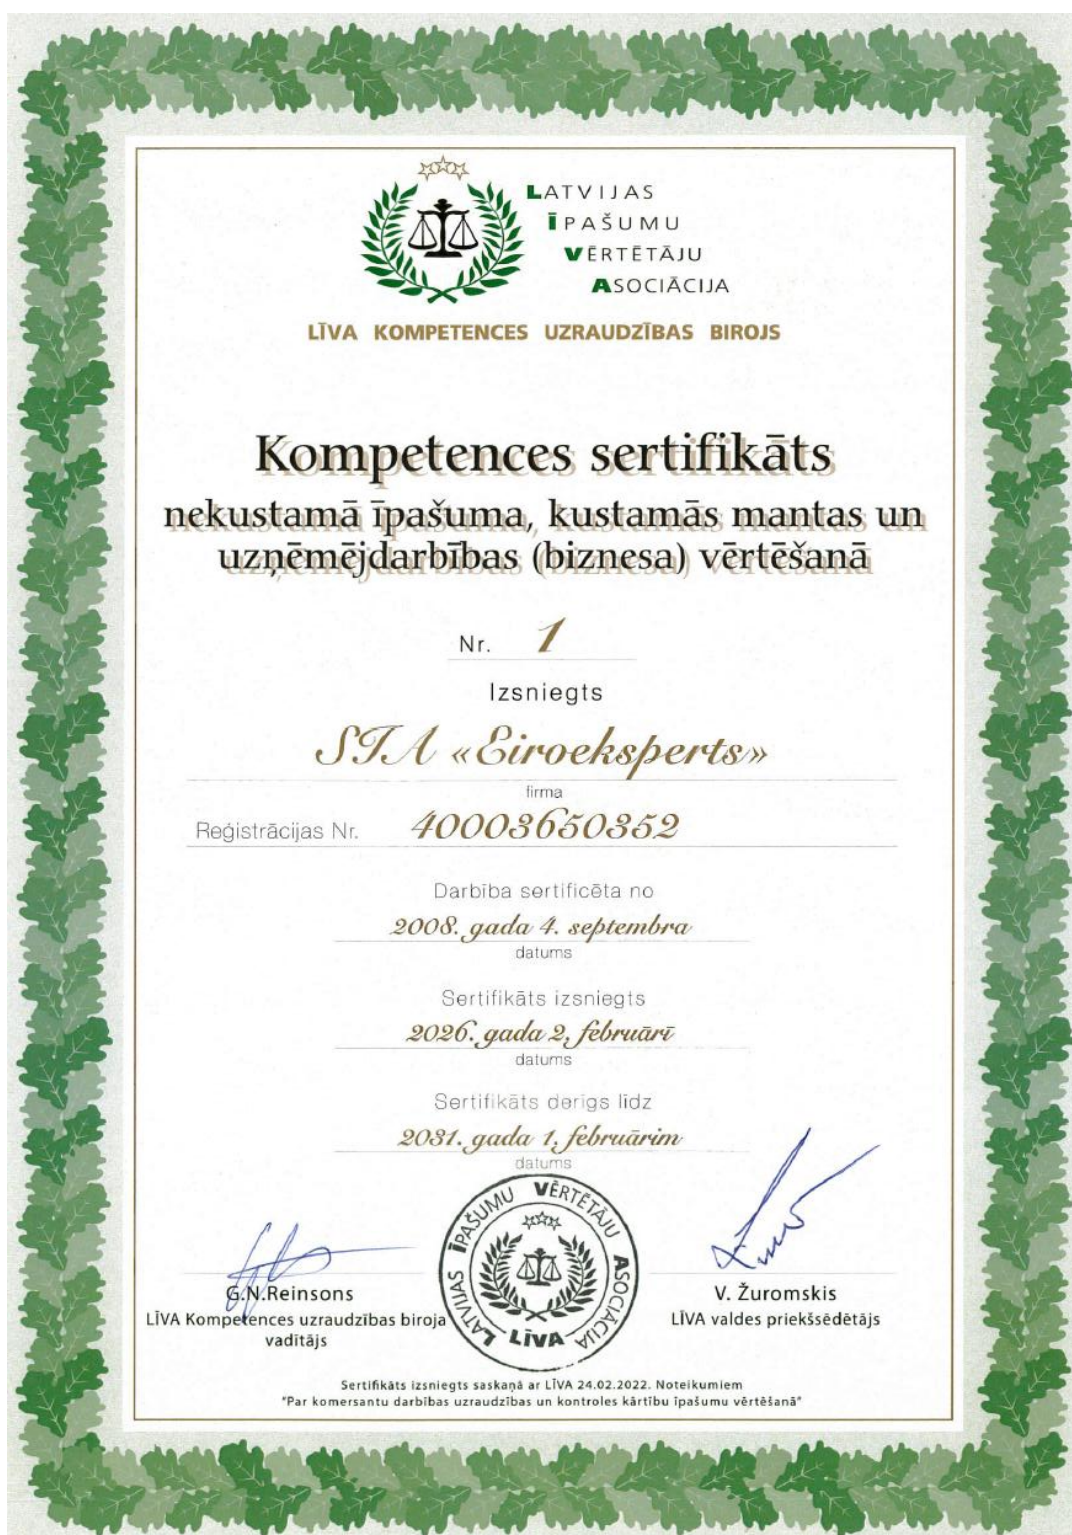 LATVIJAS
ĪPAŠUMU
VĒRTĒTĀJU
ASOCIĀCIJA
LĪVA KOMPETENCES UZRAUDZĪBAS BIROJS
Kompetences sertifikāts
nekustamā īpašuma, kustamās mantas un
uzņēmējdarbības (biznesa) vērtēšanā
Nr. 1
Izsniegts
SIA «Eiroeksperts»
firma
Reģistrācijas Nr. 40003650352
Darbība sertificēta no
2008. gada 4. septembra
datums
Sertifikāts izsniegts
2026. gada 2. februārī
datums
Sertifikāts derīgs līdz
2031. gada 1. februārim
datums
LATVIJAS ĪPAŠUMU VĒRTĒTĀJU ASOCIĀCIJA
LĪVA
G.N.Reinsons
LĪVA Kompetences uzraudzības biroja
vadītājs
V. Žuromskis
LĪVA valdes priekšsēdētājs
Sertifikāts izsniegts saskaņā ar LĪVA 24.02.2022. Noteikumiem
"Par komersantu darbības uzraudzības un kontroles kārtību īpašumu vērtēšanā"